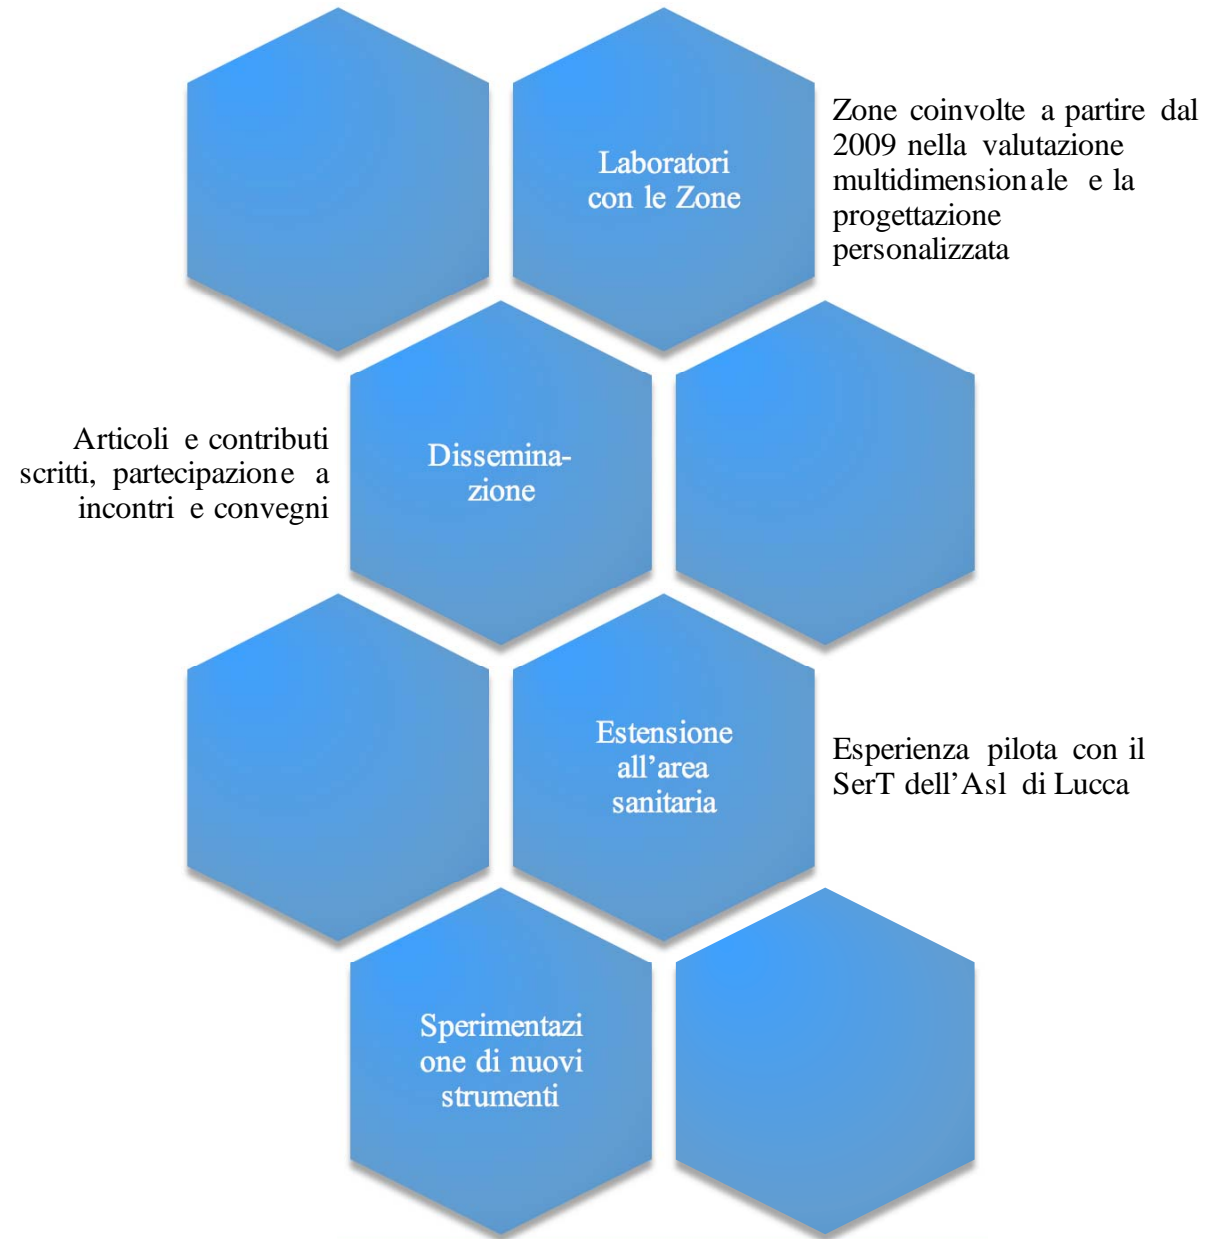 Laboratori
con le Zone
Zone coinvolte a partire dal
2009 nella valutazione
multidimensionale e la
progettazione
personalizzata
Articoli e contributi
scritti, partecipazione a
incontri e convegni
Dissemina-
zione
Estensione
all’area
sanitaria
Esperienza pilota con il
SerT dell’Asl di Lucca
Sperimentazi
one di nuovi
strumenti